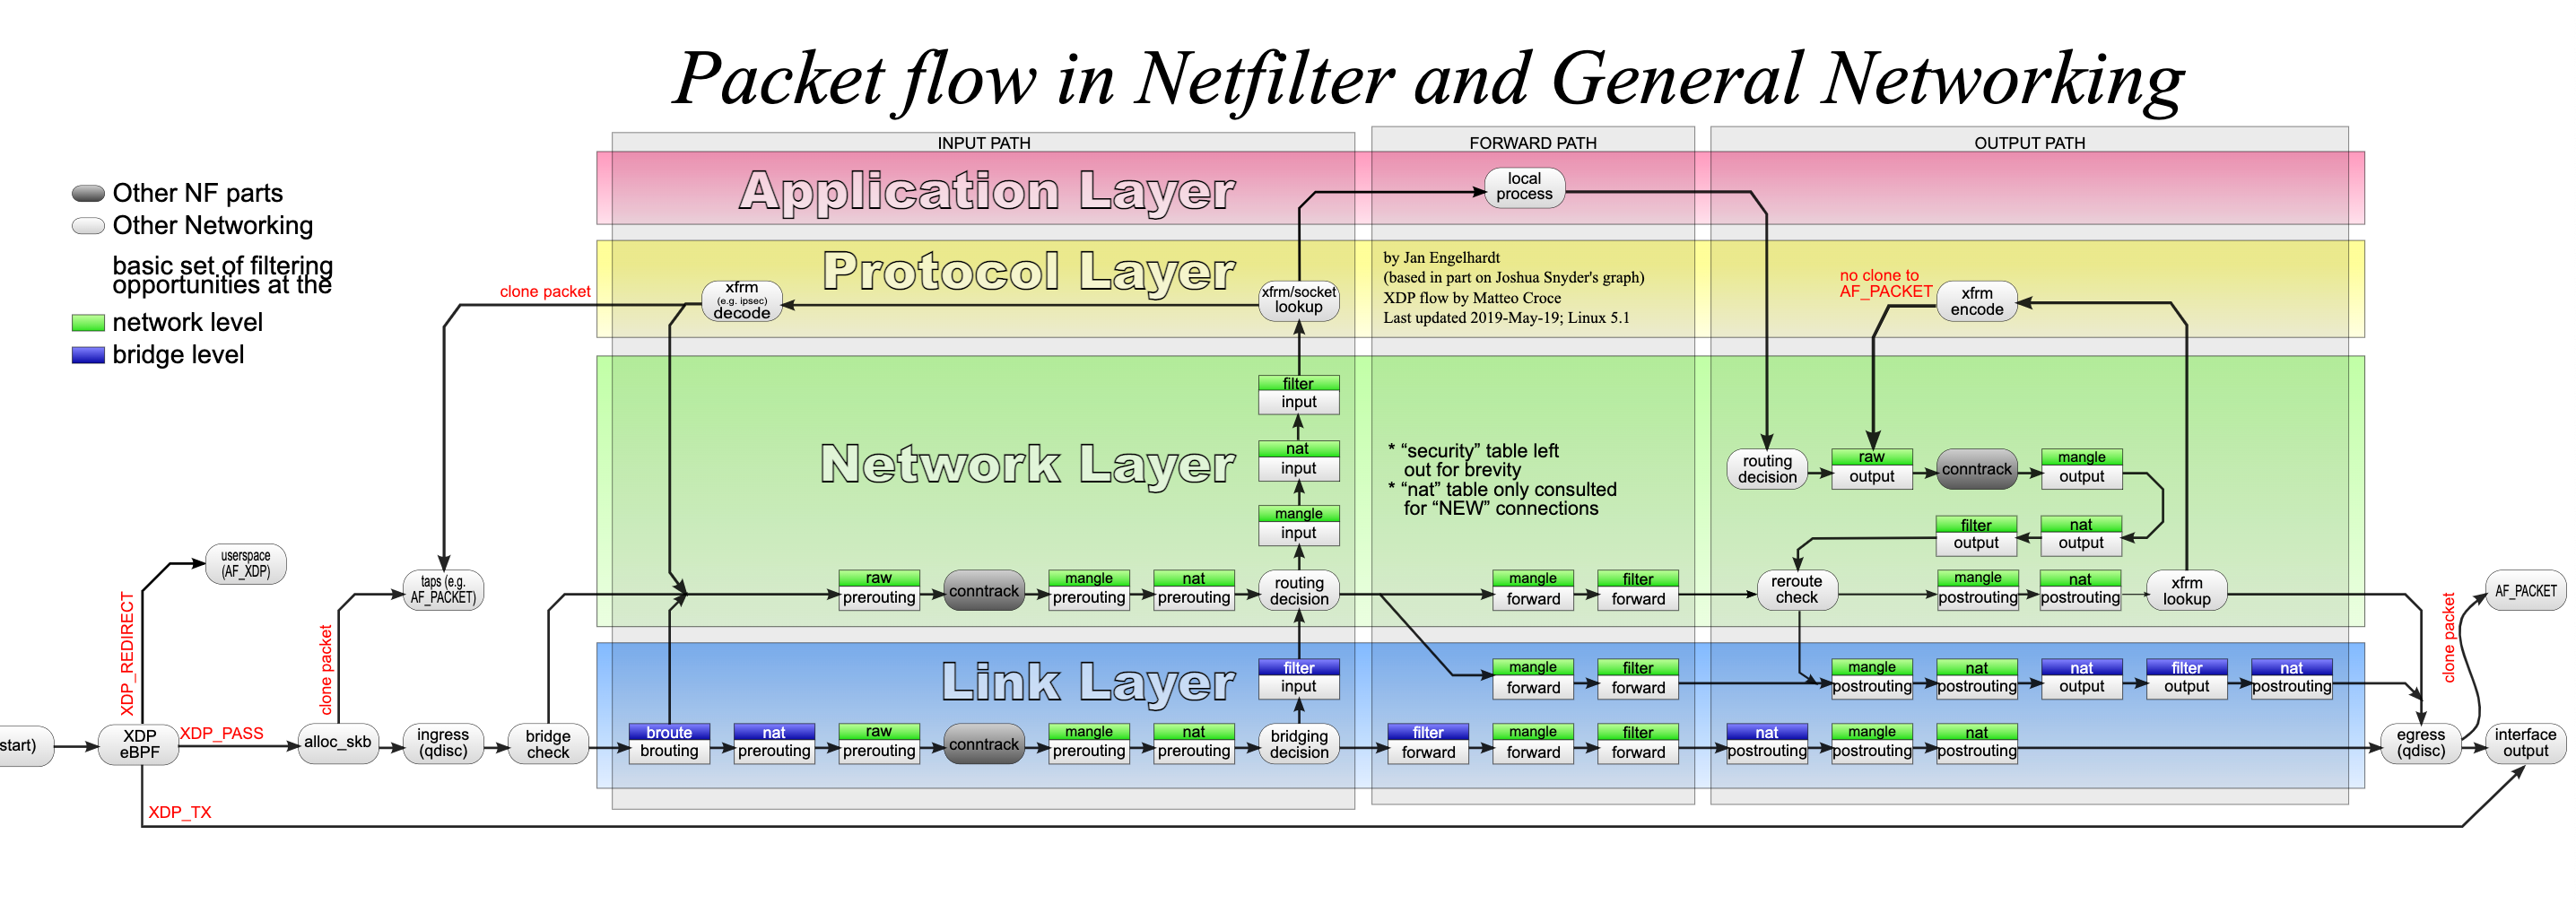 Packet flow in Netfilter and General Networking
INPUT PATH
FORWARD PATH
OUTPUT PATH
Application Layer
local
process
Other NF parts
Other Networking
basic set of filtering
opportunities at the
network level
bridge level
Protocol Layer
clone packet
xfrm
(e.g. ipsec)
decode
xfrm/socket
lookup
by Jan Engelhardt
(based in part on Joshua Snyder's graph)
XDP flow by Matteo Croce
Last updated 2019-May-19; Linux 5.1
no clone to
AF_PACKET
xfrm
encode
Network Layer
filter
input
nat
input
mangle
input
* “security” table left
out for brevity
* “nat” table only consulted
for “NEW” connections
routing
decision
raw
output
conntrack
mangle
output
filter
output
nat
output
userspace
(AF_XDP)
taps (e.g.
AF_PACKET)
raw
prerouting
conntrack
mangle
prerouting
nat
prerouting
routing
decision
mangle
forward
filter
forward
reroute
check
mangle
postrouting
nat
postrouting
xfrm
lookup
AF_PACKET
XDP_REDIRECT
clone packet
clone packet
Link Layer
filter
input
mangle
forward
filter
forward
mangle
postrouting
nat
postrouting
nat
output
filter
output
nat
postrouting
start)
XDP
eBPF
XDP_PASS
alloc_skb
ingress
(qdisc)
bridge
check
broute
brouting
nat
prerouting
raw
prerouting
conntrack
mangle
prerouting
nat
prerouting
bridging
decision
filter
forward
mangle
forward
filter
forward
nat
postrouting
mangle
postrouting
nat
postrouting
egress
(qdisc)
interface
output
XDP_TX